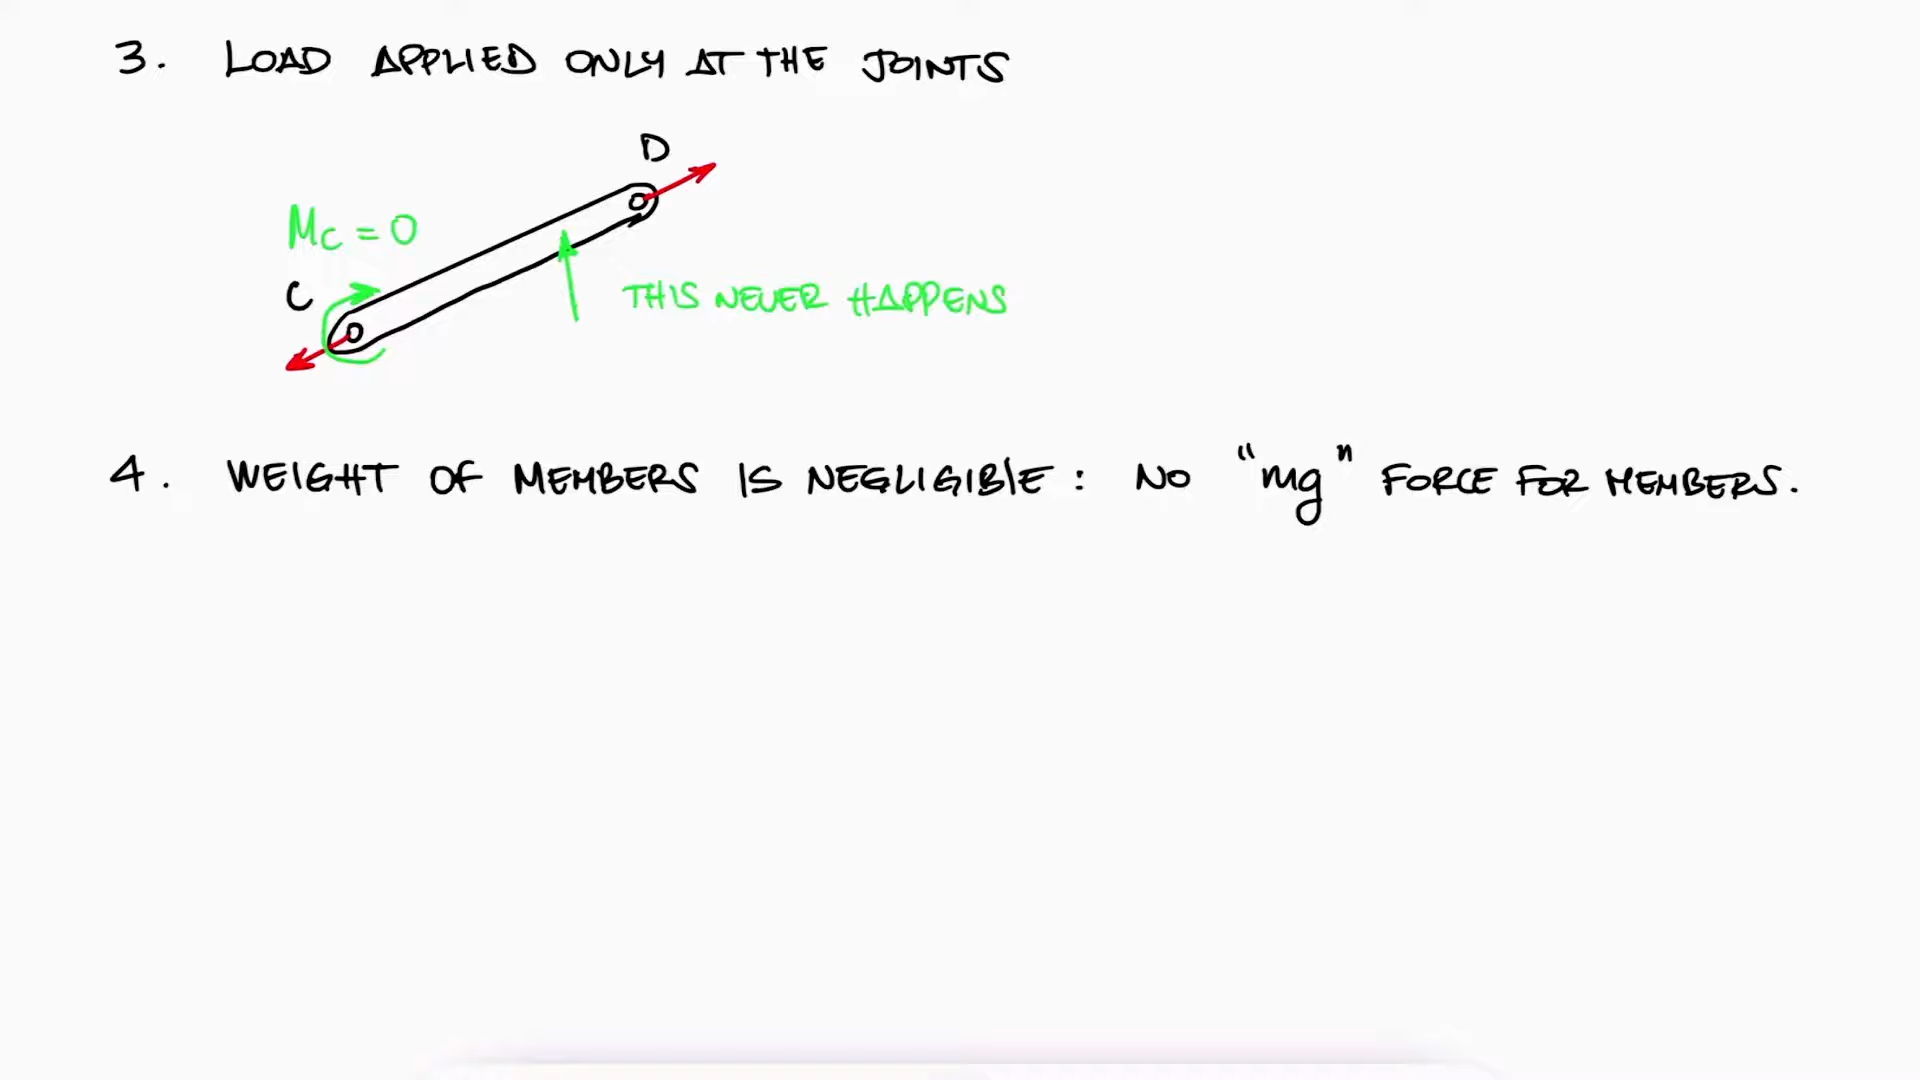 3. LOAD APPLIED ONLY AT THE JOINTS
D
Mc = 0
C
THIS NEVER HAPPENS
4. WEIGHT OF MEMBERS IS NEGLIGIBLE: NO "mg" FORCE FOR MEMBERS.